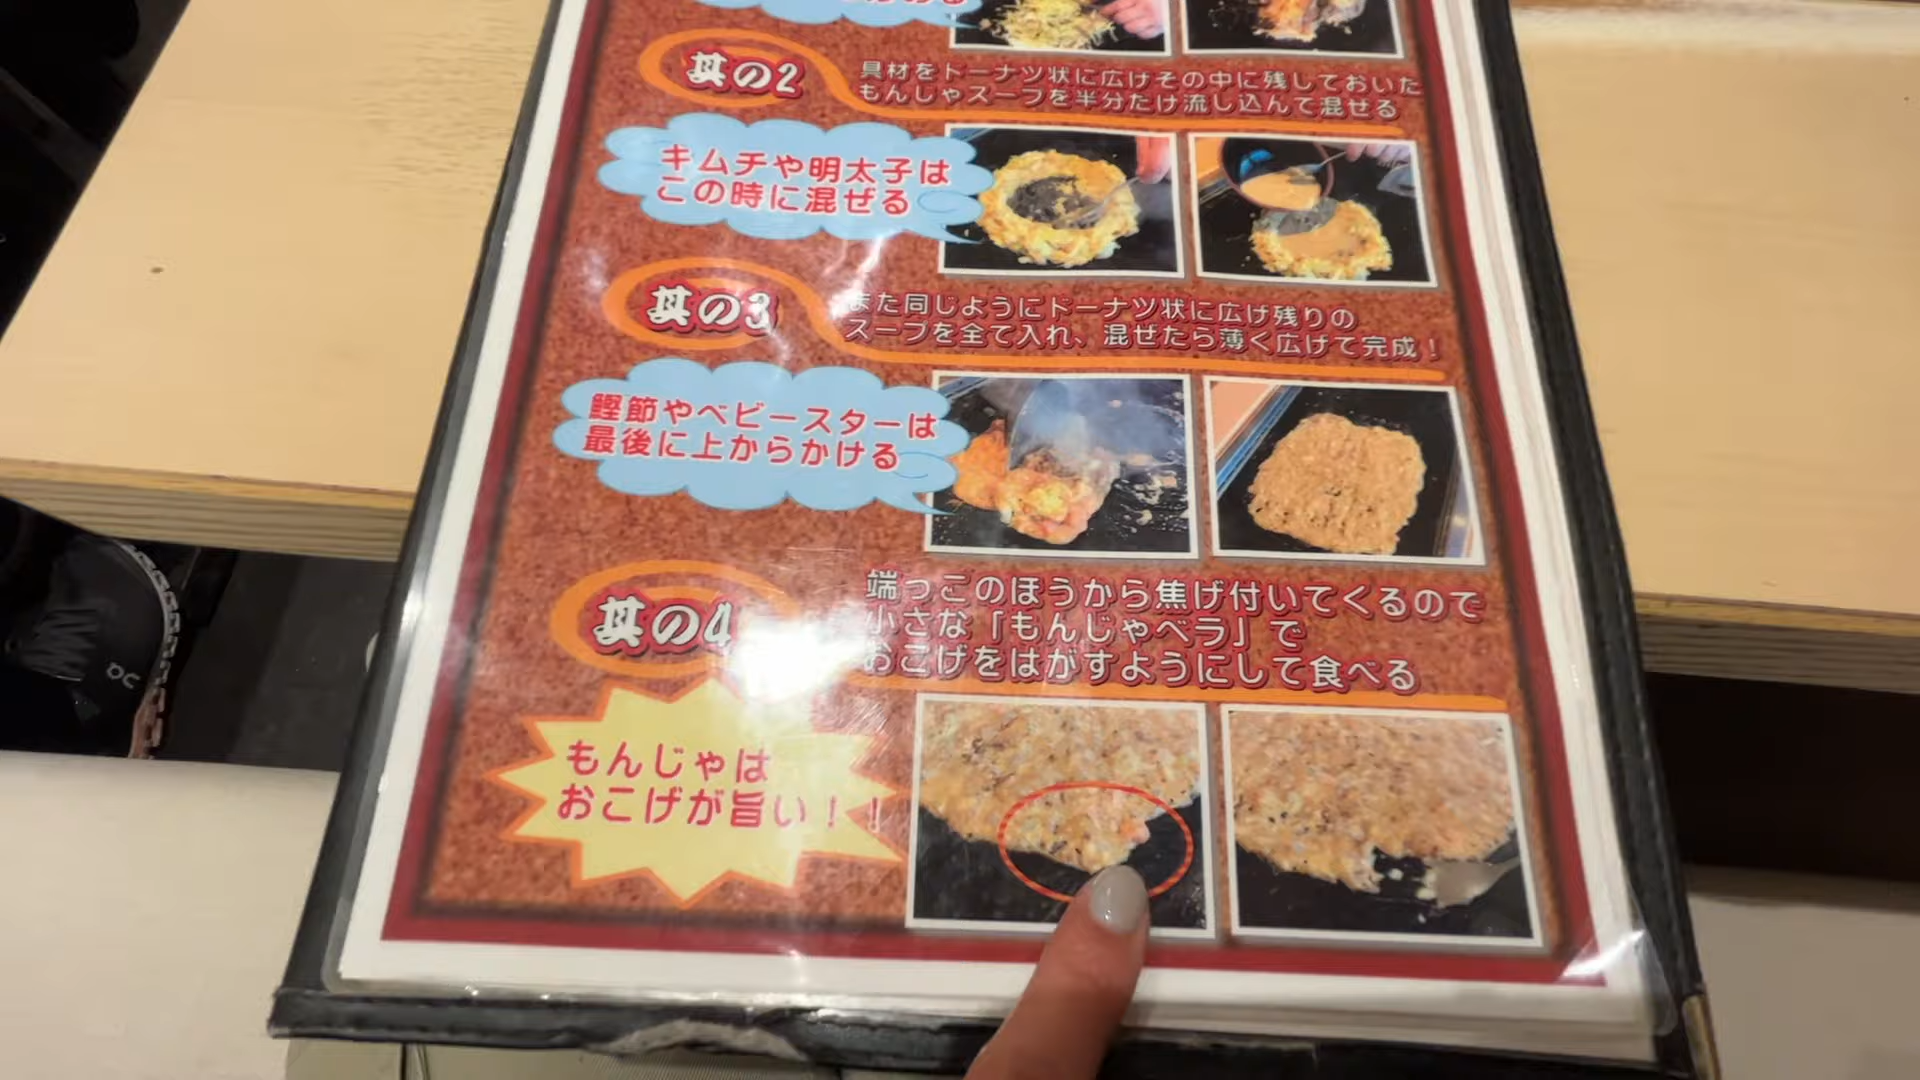 其の2
具材をドーナツ状に広げその中に残しておいた
もんじゃスープを半分だけ流し込んで混ぜる
キムチや明太子は
この時に混ぜる
其の3
また同じようにドーナツ状に広げ残りの
スープを全て入れ、混ぜたら薄く広げて完成！
鰹節やベビースターは
最後に上からかける
其の4
端っこのほうから焦げ付いてくるので
小さな「もんじゃベラ」で
おこげをはがすようにして食べる
もんじゃは
おこげが旨い！！